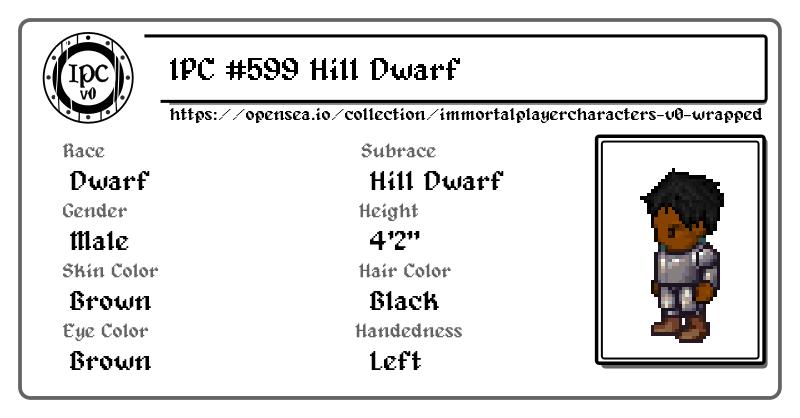 IPC
v0
IPC #599 Hill Dwarf
https://opensea.io/collection/immortalplayercharacters-v0-wrapped
Race
Dwarf
Subrace
Hill Dwarf
Gender
Male
Height
4'2"
Skin Color
Brown
Hair Color
Black
Eye Color
Brown
Handedness
Left